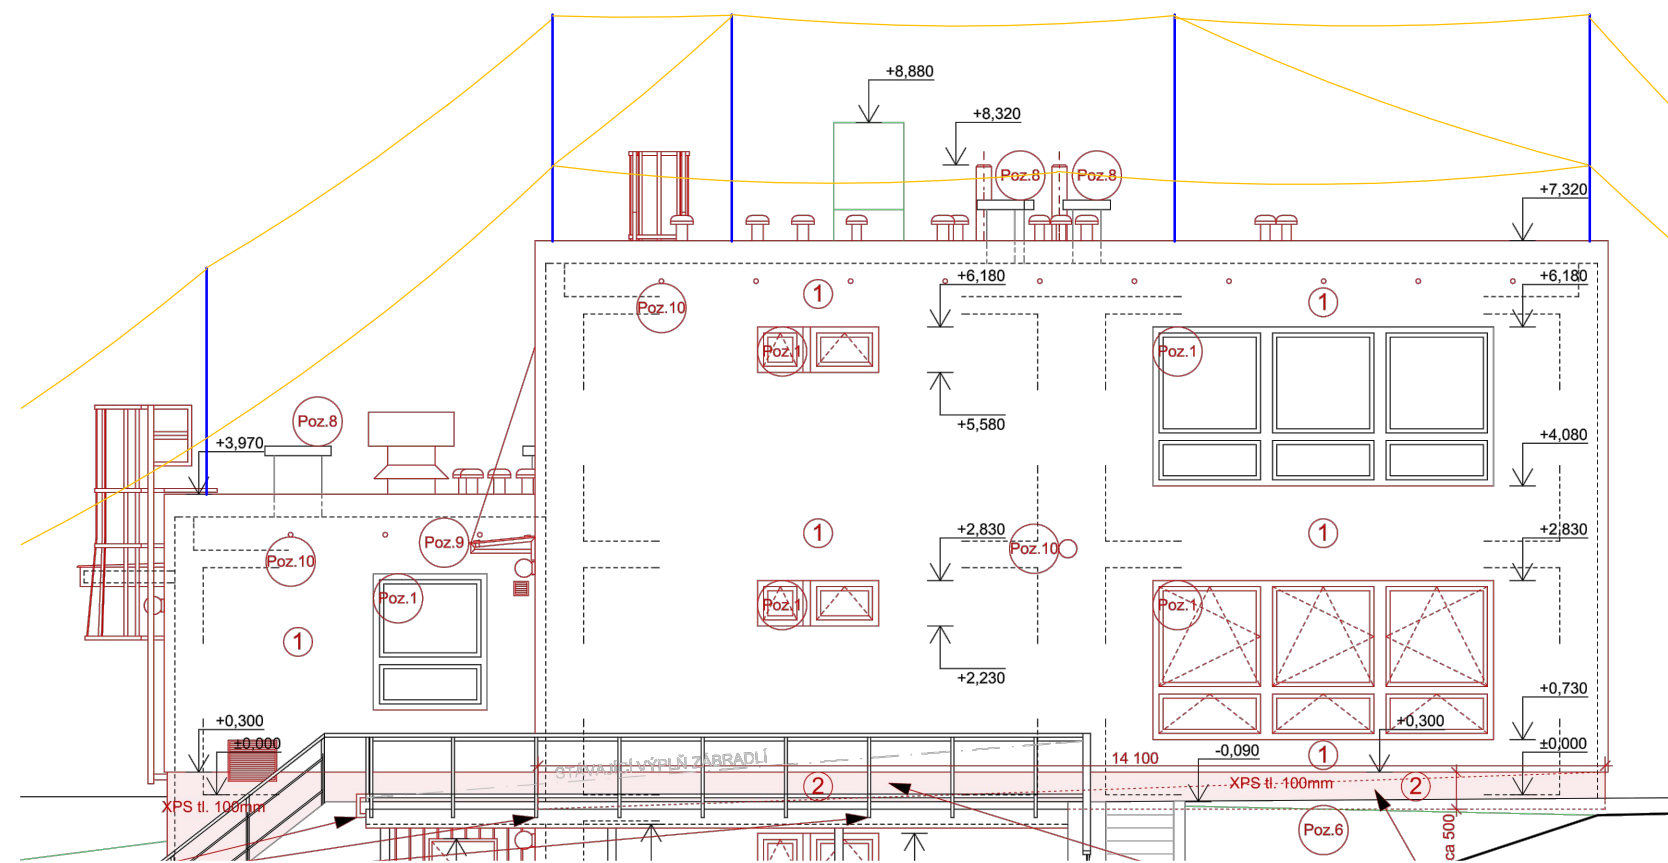 +8,880
+8,320
Poz.8
Poz.8
+7,320
+6,180
+6,180
1
1
Poz.10
Poz.1
Poz.1
+5,580
Poz.8
+3,970
+4,080
Poz.9
1
+2,830
Poz.10
1
+2,830
Poz.10
Poz.1
Poz.1
Poz.1
1
+2,230
+0,730
+0,300
+0,300
±0,000
-0,090
1
±0,000
STÁVAJÍCÍ VÝPLŇ ZÁBRADLÍ
14 100
2
XPS tl. 100mm
2
XPS tl. 100mm
Poz.6
ca 500